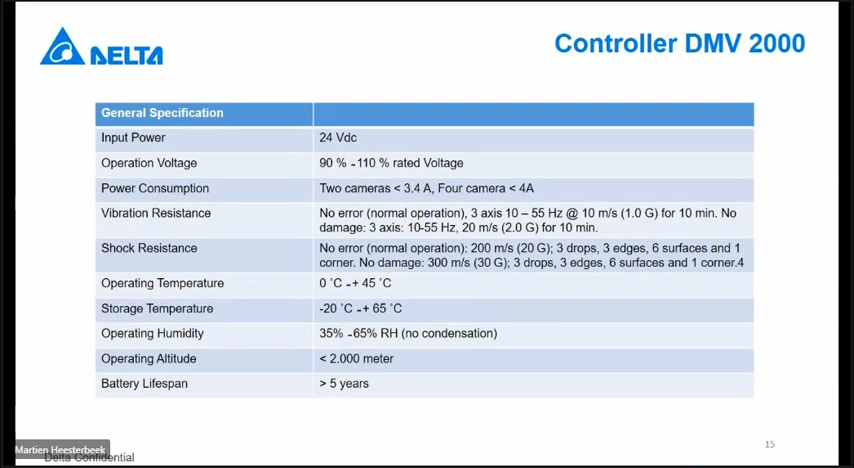 DELTA
Controller DMV 2000
General Specification
Input Power 24 Vdc
Operation Voltage 90 % ~110 % rated Voltage
Power Consumption Two cameras < 3.4 A, Four camera < 4A
Vibration Resistance No error (normal operation), 3 axis 10 – 55 Hz @ 10 m/s (1.0 G) for 10 min. No
damage: 3 axis: 10-55 Hz, 20 m/s (2.0 G) for 10 min.
Shock Resistance No error (normal operation): 200 m/s (20 G); 3 drops, 3 edges, 6 surfaces and 1
corner. No damage: 300 m/s (30 G); 3 drops, 3 edges, 6 surfaces and 1 corner.4
Operating Temperature 0 ˚C ~+ 45 ˚C
Storage Temperature -20 ˚C ~+ 65 ˚C
Operating Humidity 35% ~65% RH (no condensation)
Operating Altitude < 2.000 meter
Battery Lifespan > 5 years
15
Martien Heesterbeek
Delta Confidential